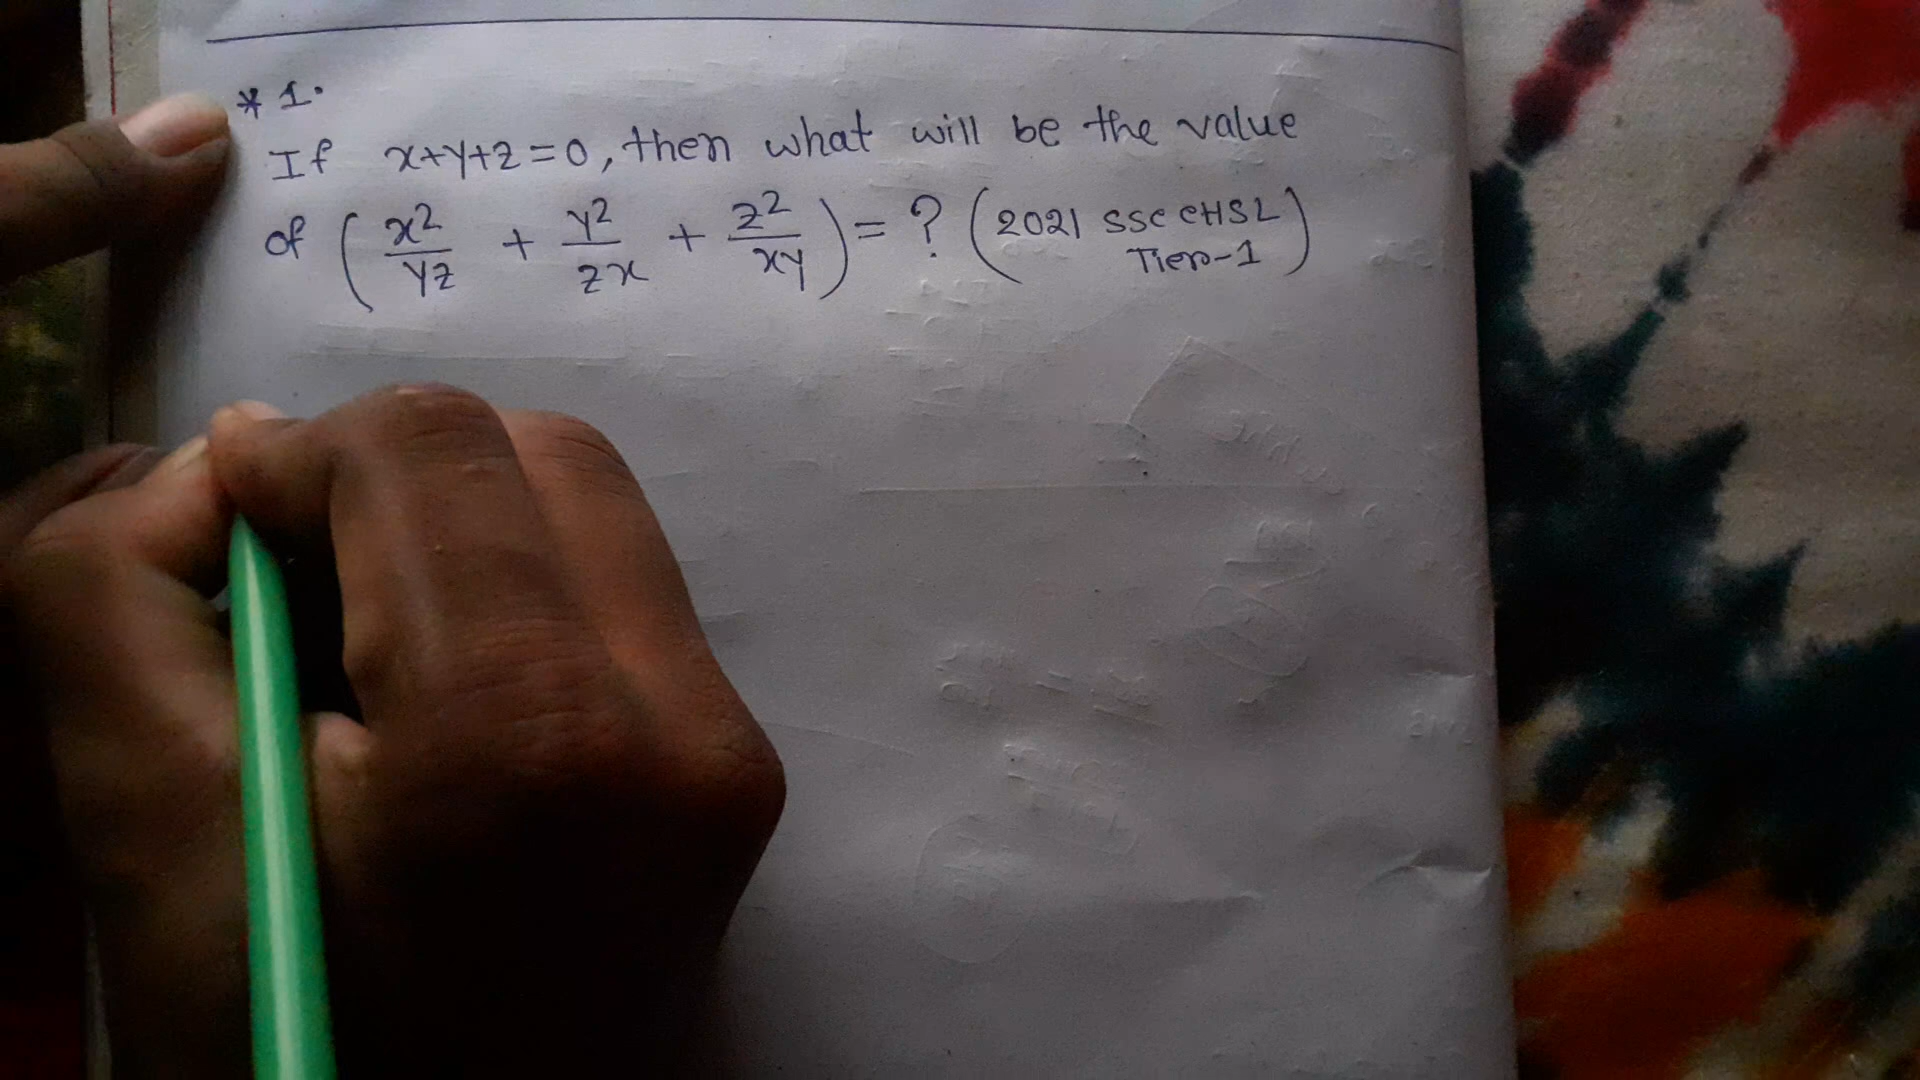 * 1.
If x+y+z=0, then what will be the value
of (x²/yz + y²/zx + z²/xy) = ? (2021 SSC CHSL Tier-1)